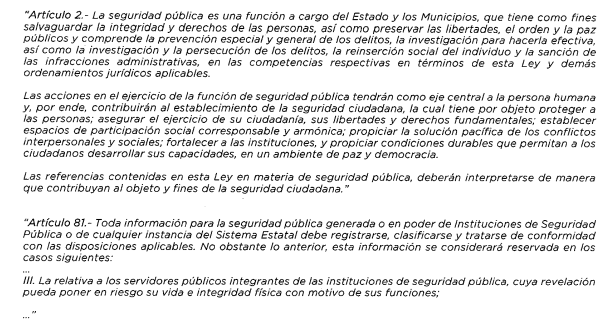 "Artículo 2.- La seguridad pública es una función a cargo del Estado y los Municipios, que tiene como fines
salvaguardar la integridad y derechos de las personas, así como preservar las libertades, el orden y la paz
públicos y comprende la prevención especial y general de los delitos, la investigación para hacerla efectiva,
así como la investigación y la persecución de los delitos, la reinserción social del individuo y la sanción de
las infracciones administrativas, en las competencias respectivas en términos de esta Ley y demás
ordenamientos jurídicos aplicables.
Las acciones en el ejercicio de la función de seguridad pública tendrán como eje central a la persona humana
y, por ende, contribuirán al establecimiento de la seguridad ciudadana, la cual tiene por objeto proteger a
las personas; asegurar el ejercicio de su ciudadanía, sus libertades y derechos fundamentales; establecer
espacios de participación social corresponsable y armónica; propiciar la solución pacífica de los conflictos
interpersonales y sociales; fortalecer a las instituciones, y propiciar condiciones durables que permitan a los
ciudadanos desarrollar sus capacidades, en un ambiente de paz y democracia.
Las referencias contenidas en esta Ley en materia de seguridad pública, deberán interpretarse de manera
que contribuyan al objeto y fines de la seguridad ciudadana."
"Artículo 81.- Toda información para la seguridad pública generada o en poder de Instituciones de Seguridad
Pública o de cualquier instancia del Sistema Estatal debe registrarse, clasificarse y tratarse de conformidad
con las disposiciones aplicables. No obstante lo anterior, esta información se considerará reservada en los
casos siguientes:
...
III. La relativa a los servidores públicos integrantes de las instituciones de seguridad pública, cuya revelación
pueda poner en riesgo su vida e integridad física con motivo de sus funciones;
..."